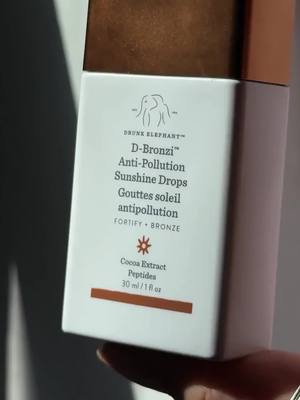 DRUNK ELEPHANT™
D-Bronzi™
Anti-Pollution
Sunshine Drops
Gouttes soleil
antipollution
FORTIFY + BRONZE
Cocoa Extract
Peptides
30 ml / 1 fl oz